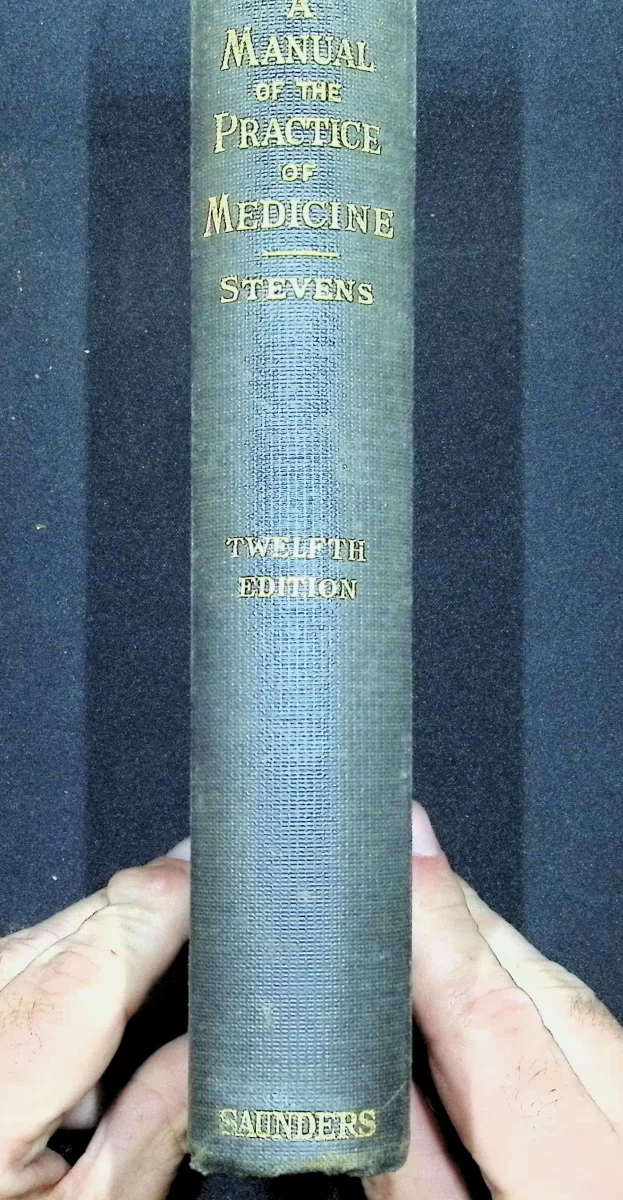 A
MANUAL
OF THE
PRACTICE
OF
MEDICINE
STEVENS
TWELFTH
EDITION
SAUNDERS